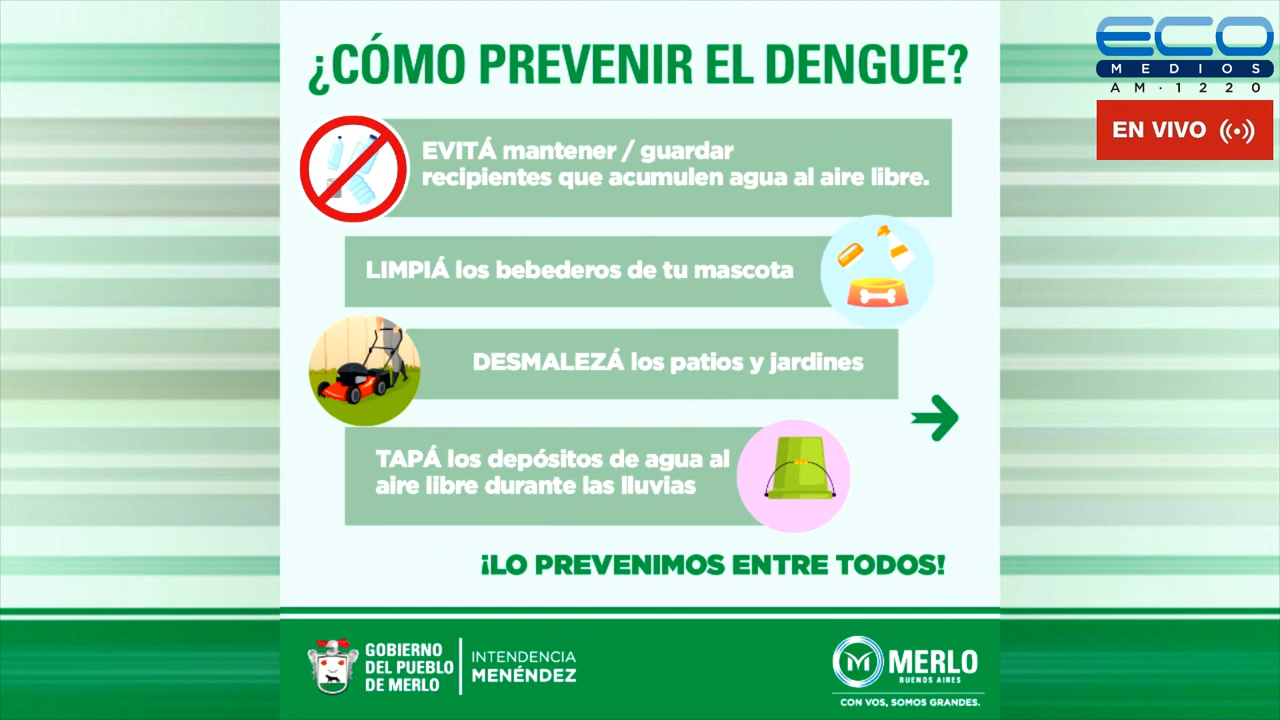 ¿CÓMO PREVENIR EL DENGUE?
ECO
MEDIOS
AM·1220
EN VIVO
EVITÁ mantener / guardar
recipientes que acumulen agua al aire libre.
LIMPIÁ los bebederos de tu mascota
DESMALEZÁ los patios y jardines
TAPÁ los depósitos de agua al
aire libre durante las lluvias
¡LO PREVENIMOS ENTRE TODOS!
GOBIERNO
DEL PUEBLO
DE MERLO
INTENDENCIA
MENÉNDEZ
MERLO
BUENOS AIRES
CON VOS, SOMOS GRANDES.